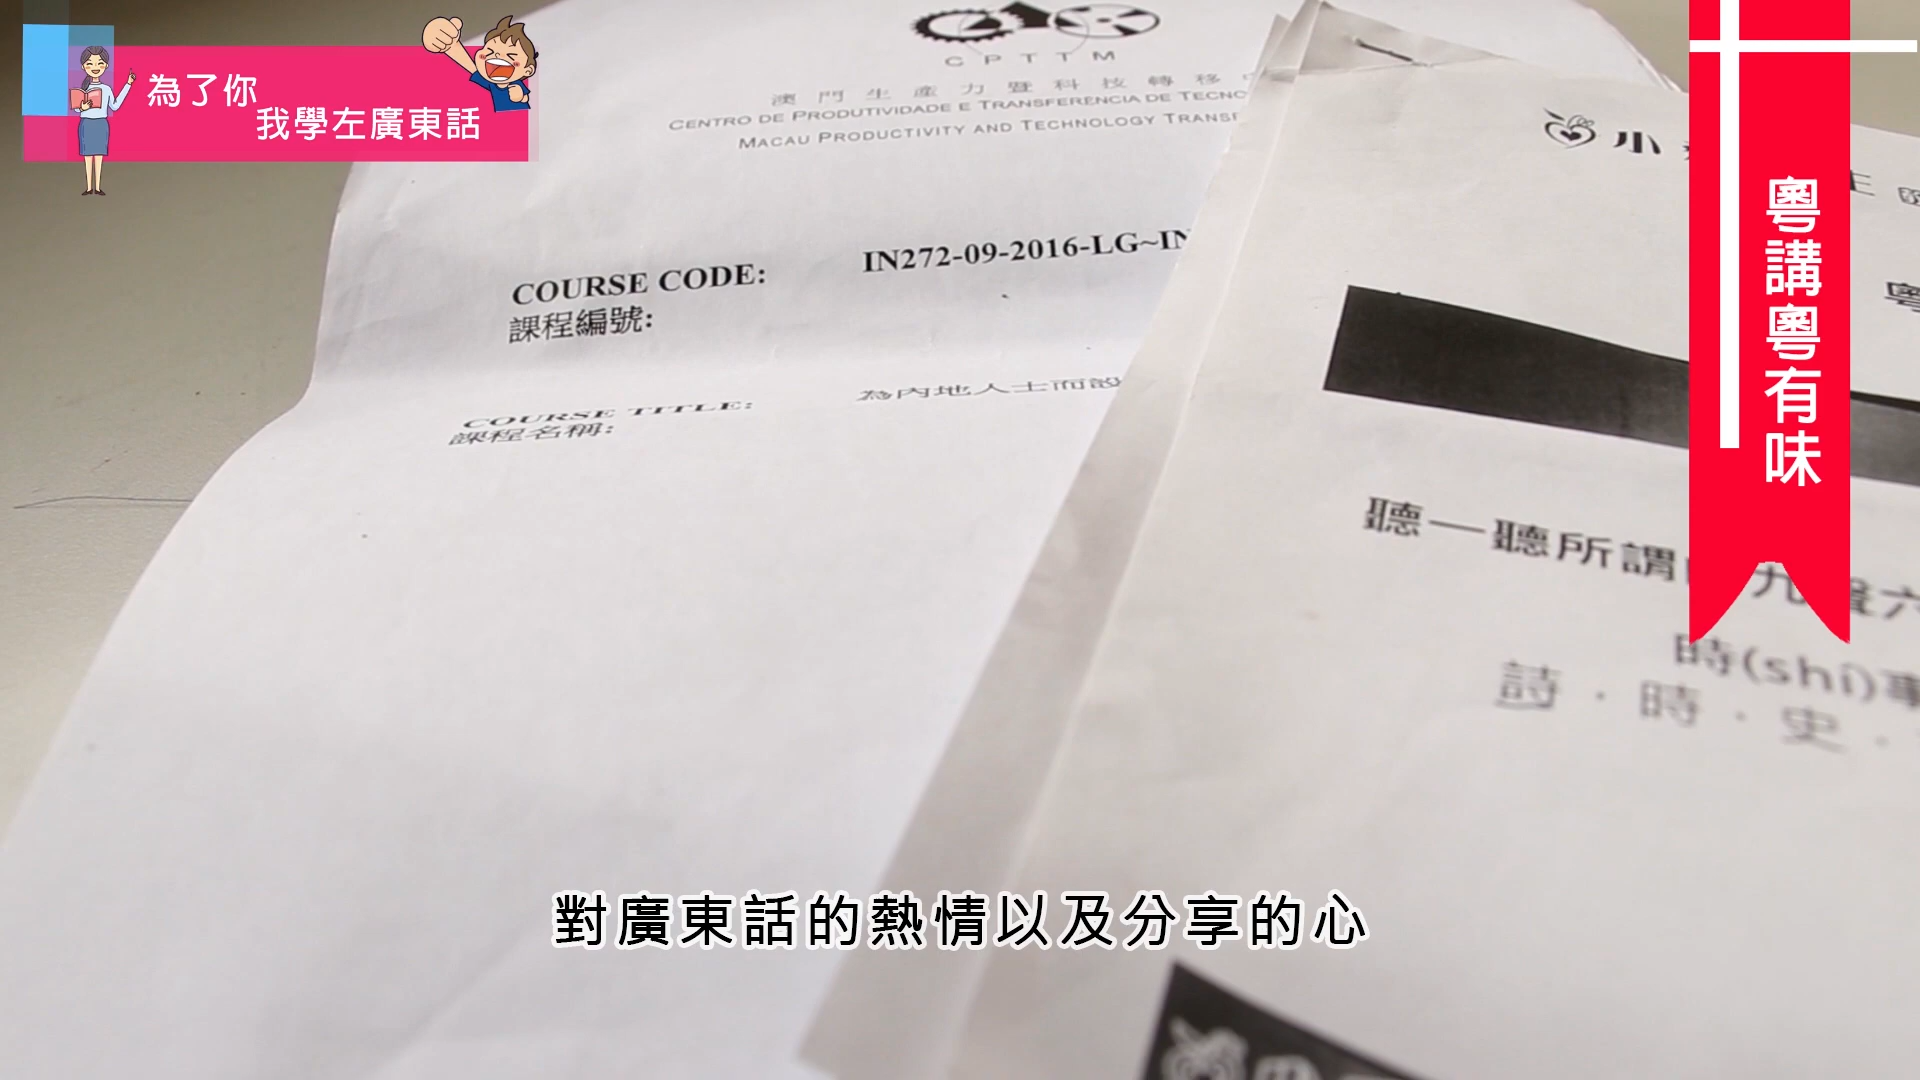 為了你
我學左廣東話
CPTTM
澳門生產力暨科技轉移
CENTRO DE PRODUTIVIDADE E TRANSFERÊNCIA DE
MACAU PRODUCTIVITY AND TECHNOLOGY
COURSE CODE: IN272-09-2016-LG~IN
課程編號:
COURSE TITLE: 為內地人士而設
課程名稱:
小
粵講粵有味
聽一聽所謂 九聲六
時(shi)事
詩．時．史．
對廣東話的熱情以及分享的心